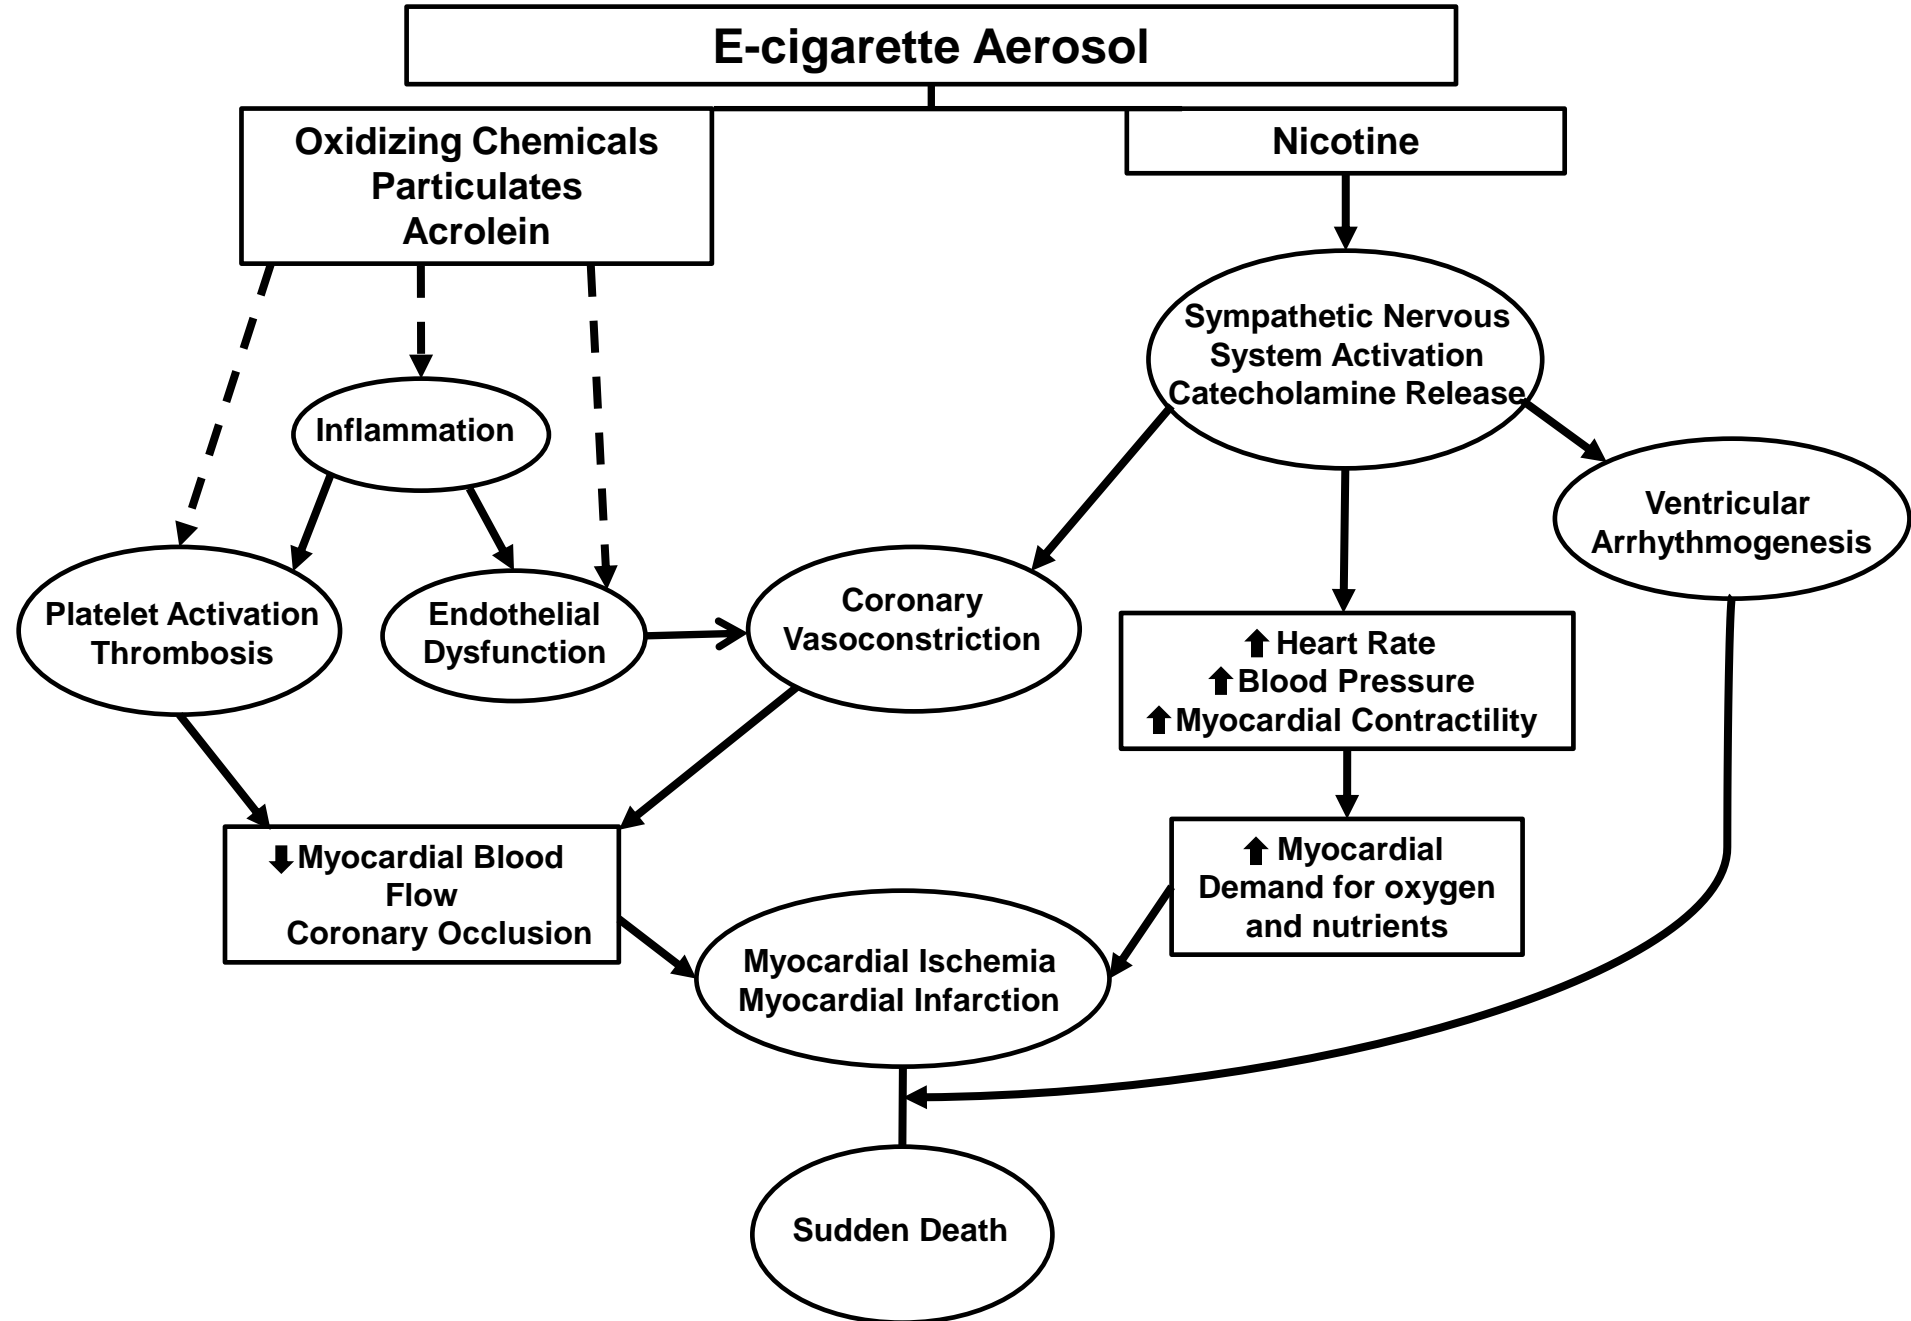 E-cigarette Aerosol
Oxidizing Chemicals
Particulates
Acrolein
Nicotine
Sympathetic Nervous
System Activation
Catecholamine Release
Inflammation
Ventricular
Arrhythmogenesis
Platelet Activation
Thrombosis
Endothelial
Dysfunction
Coronary
Vasoconstriction
⬆ Heart Rate
⬆ Blood Pressure
⬆ Myocardial Contractility
⬇ Myocardial Blood
Flow
Coronary Occlusion
⬆ Myocardial
Demand for oxygen
and nutrients
Myocardial Ischemia
Myocardial Infarction
Sudden Death